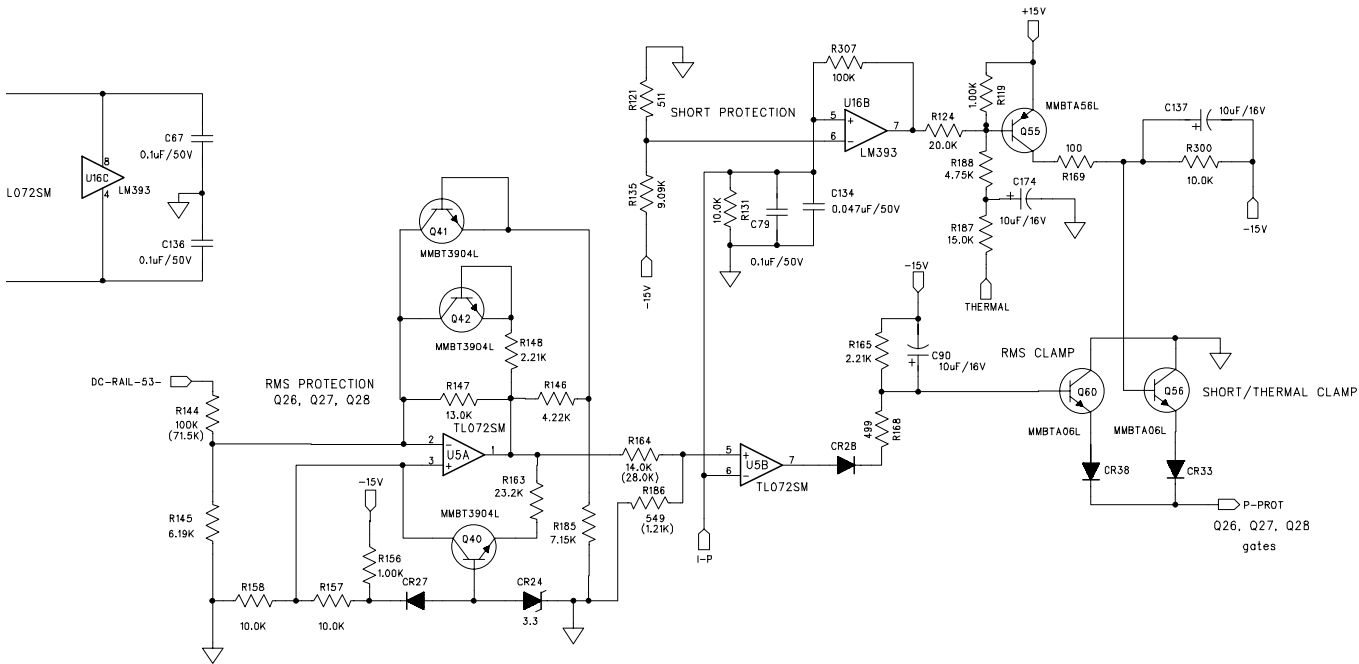 +15V
R307
100K
R121
511
SHORT PROTECTION
U16B
5
+
6
−
7
LM393
R124
20.0K
1.00K
R119
MMBTA56L
Q55
C137
10uF/16V
+
100
R169
R300
10.0K
-15V
C67
0.1uF/50V
8
U16C
4
LM393
L072SM
C136
0.1uF/50V
R135
9.09K
-15V
10.0K
R131
C79
0.1uF/50V
C134
0.047uF/50V
R188
4.75K
C174
+
10uF/16V
R187
15.0K
THERMAL
Q41
MMBT3904L
Q42
MMBT3904L
R148
2.21K
-15V
R165
2.21K
C90
+
10uF/16V
RMS CLAMP
DC-RAIL-53-
RMS PROTECTION
Q26, Q27, Q28
R147
13.0K
R146
4.22K
Q60
MMBTA06L
Q56
MMBTA06L
SHORT/THERMAL CLAMP
R144
100K
(71.5K)
TL072SM
2
−
3
+
U5A
1
R164
14.0K
(28.0K)
5
+
6
−
U5B
7
TL072SM
CR28
499
R168
CR38
CR33
-15V
R163
23.2K
R186
549
(1.21K)
I-P
P-PROT
Q26, Q27, Q28
gates
R145
6.19K
MMBT3904L
Q40
R185
7.15K
R156
1.00K
CR27
CR24
3.3
R158
10.0K
R157
10.0K